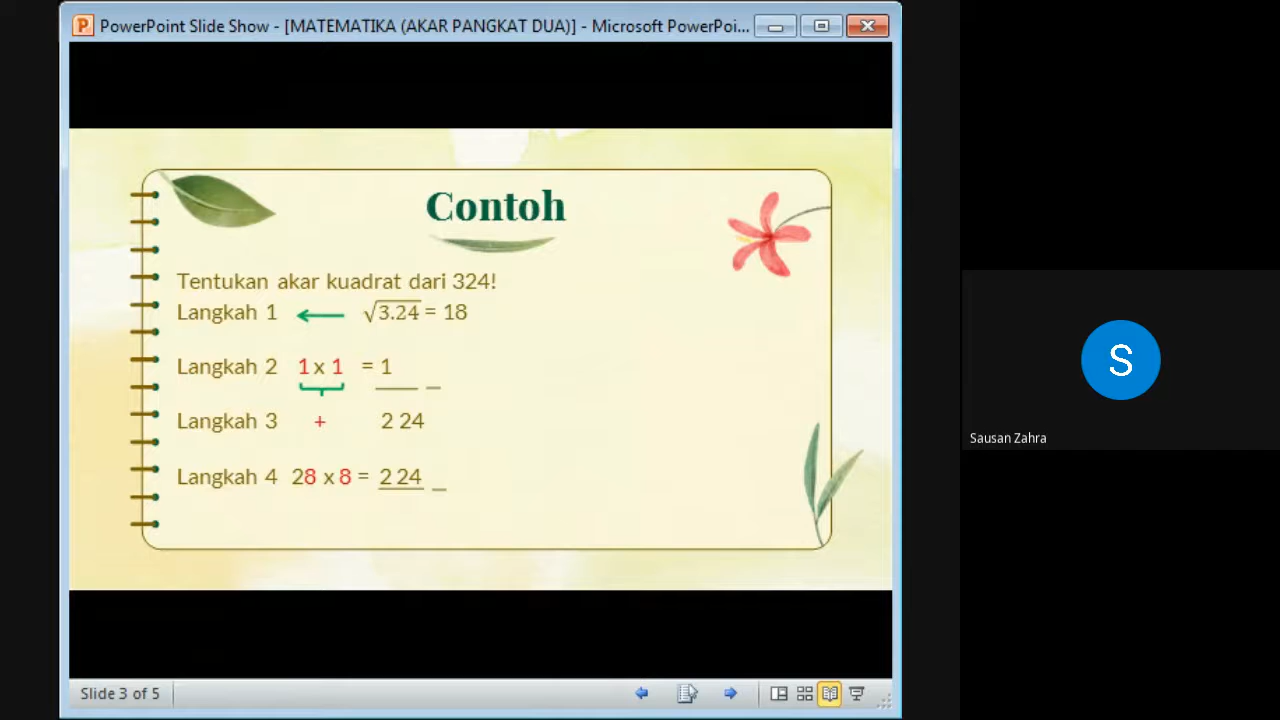 PowerPoint Slide Show - [MATEMATIKA (AKAR PANGKAT DUA)] - Microsoft PowerPoi...
Contoh
Tentukan akar kuadrat dari 324!
Langkah 1 ← √3.24 = 18
Langkah 2 1 x 1 = 1
Langkah 3 + 2 24
Langkah 4 28 x 8 = 2 24 _
S
Sausan Zahra
Slide 3 of 5